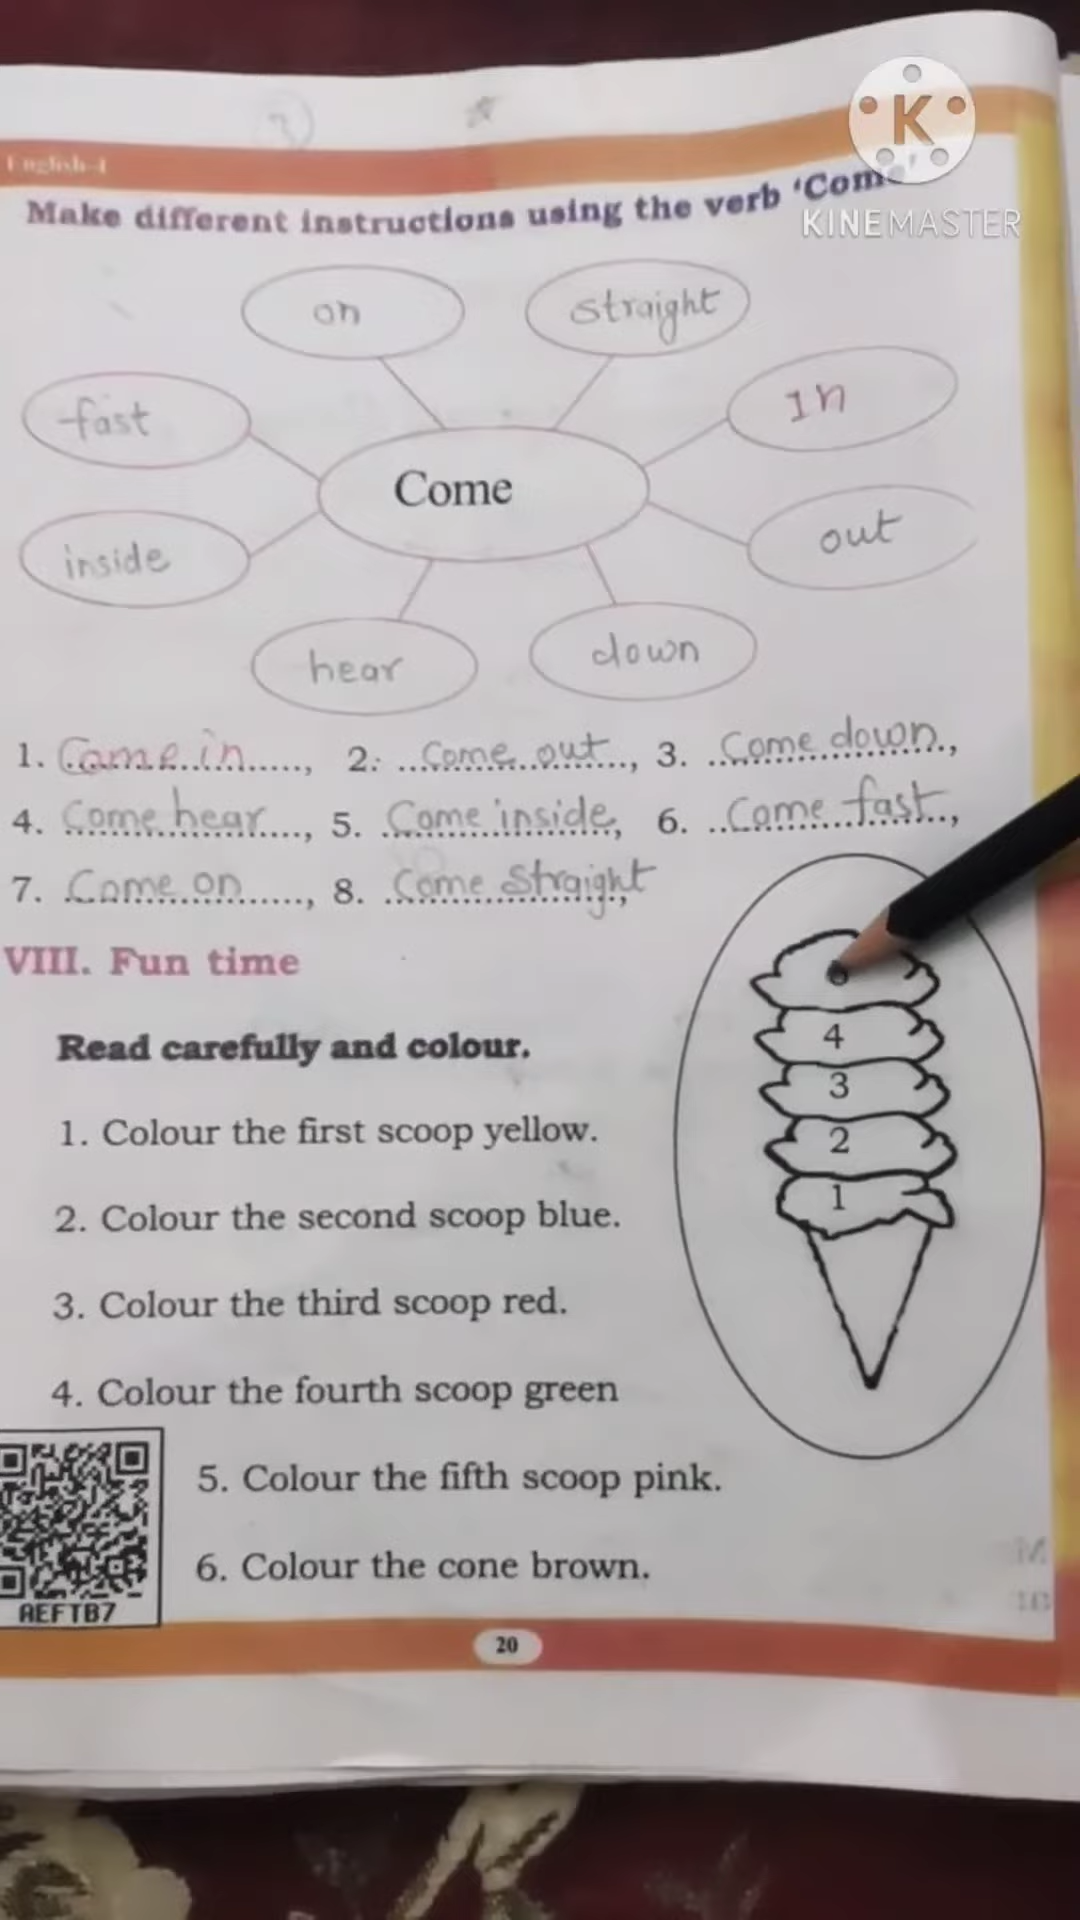 K
KINEMASTER
English-1
Make different instructions using the verb 'Come'
on
straight
fast
in
Come
inside
out
hear
down
1. Come in, 2. Come out, 3. Come down,
4. Come hear, 5. Come inside, 6. Come fast,
7. Come on, 8. Come Straight,
VIII. Fun time
Read carefully and colour.
1. Colour the first scoop yellow.
2. Colour the second scoop blue.
3. Colour the third scoop red.
4. Colour the fourth scoop green
5. Colour the fifth scoop pink.
6. Colour the cone brown.
4
3
2
1
AEFTB7
20